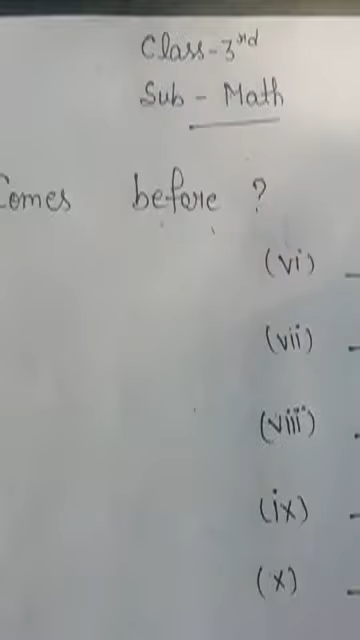 Class-3rd
Sub - Math
Comes before ?
(vi)
(vii)
(viii)
(ix)
(x)